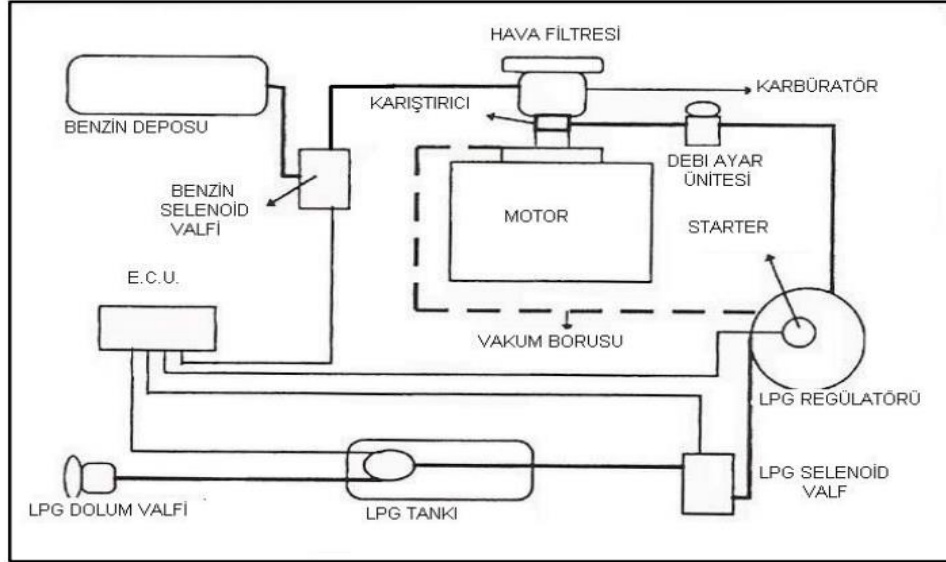 HAVA FİLTRESİ
KARIŞTIRICI
KARBÜRATÖR
BENZİN DEPOSU
DEBI AYAR
ÜNİTESİ
BENZİN
SELENOİD
VALFİ
MOTOR
STARTER
E.C.U.
VAKUM BORUSU
LPG REGÜLATÖRÜ
LPG SELENOİD
VALF
LPG DOLUM VALFİ
LPG TANKI